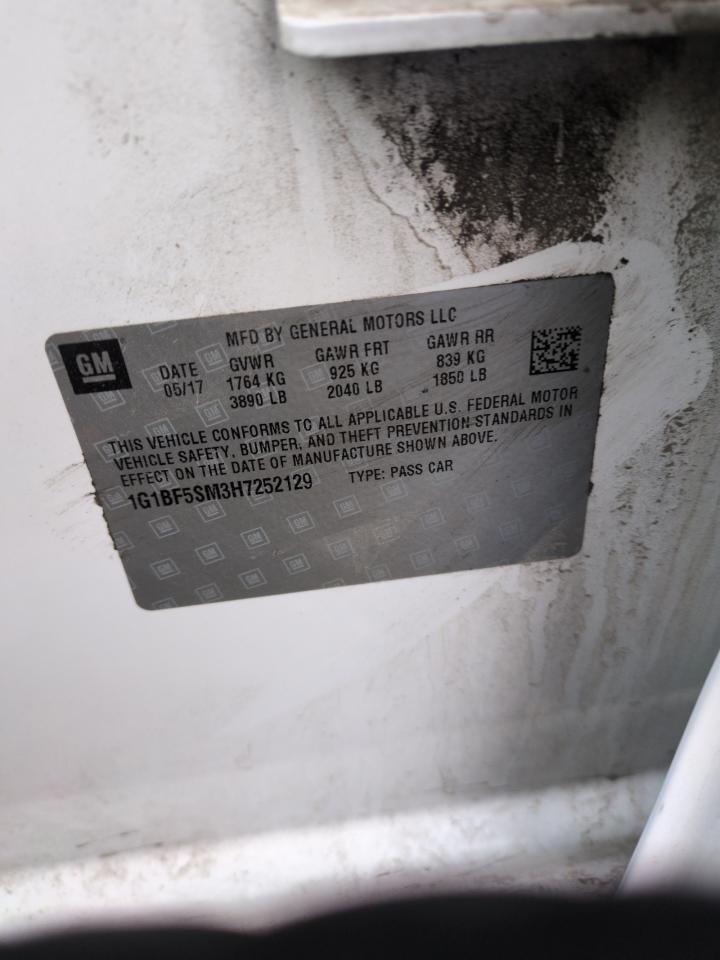 GM
MFD BY GENERAL MOTORS LLC
DATE GVWR GAWR FRT GAWR RR
05/17 1764 KG 925 KG 839 KG
3890 LB 2040 LB 1850 LB
THIS VEHICLE CONFORMS TO ALL APPLICABLE U.S. FEDERAL MOTOR
VEHICLE SAFETY, BUMPER, AND THEFT PREVENTION STANDARDS IN
EFFECT ON THE DATE OF MANUFACTURE SHOWN ABOVE.
1G1BF5SM3H7252129 TYPE: PASS CAR